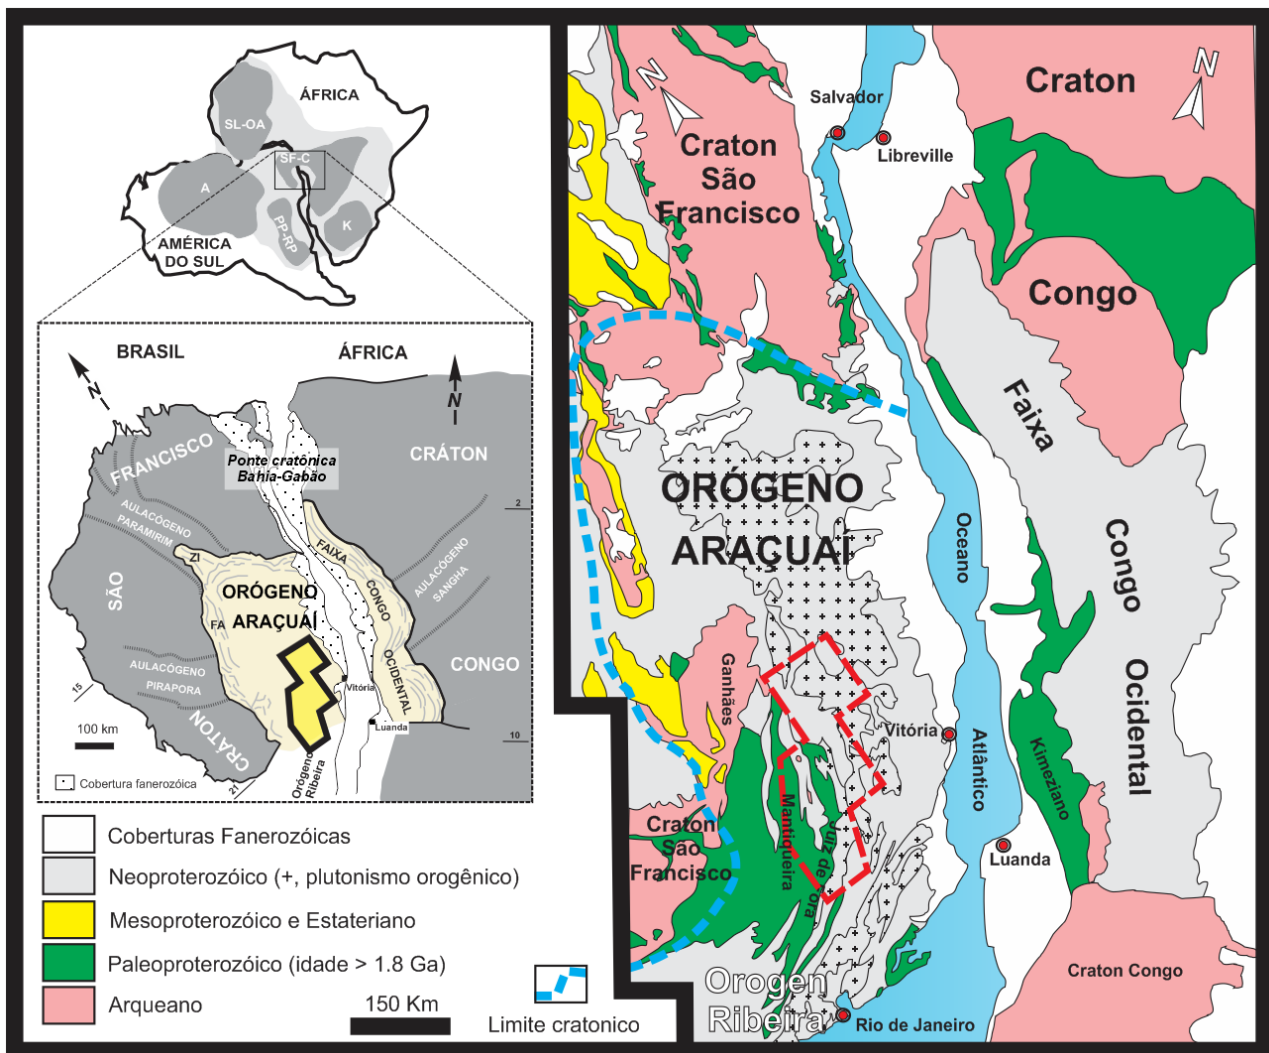 ÁFRICA
SL-OA
SF-C
A
K
PP-RP
AMÉRICA
DO SUL
BRASIL
ÁFRICA
N
N
FRANCISCO
Ponte cratônica
Bahia-Gabão
CRÁTON
2
AULACÓGENO
PARAMIRIM
AULACÓGENO
SANGHA
ZI
FAIXA
SÃO
ORÓGENO
FA ARAÇUAÍ
CONGO
OCIDENTAL
AULACÓGENO
PIRAPORA
CONGO
15
Vitória
Luanda
CRÁTON
100 km
10
Orógeno
Ribeira
21
Cobertura fanerozóica
Coberturas Fanerozóicas
Neoproterozóico (+, plutonismo orogênico)
Mesoproterozóico e Estateriano
Paleoproterozóico (idade > 1.8 Ga)
Arqueano
150 Km
Limite cratonico
N
N
Craton
Salvador
Libreville
Craton
São
Francisco
Congo
Faixa
ORÓGENO
ARAÇUAÍ
Oceano
Congo
Ganhães
Ocidental
Vitória
Atlântico
Kimeziano
Mantiqueira
Juiz de Fora
Craton
São
Francisco
Luanda
Craton Congo
Orogen
Ribeira
Rio de Janeiro